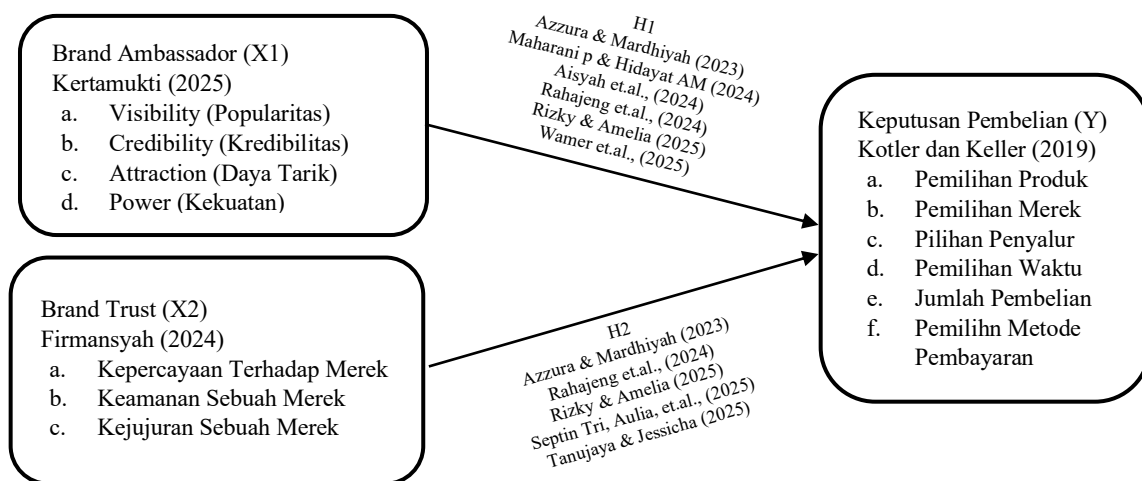 Brand Ambassador (X1)
Kertamukti (2025)
a. Visibility (Popularitas)
b. Credibility (Kredibilitas)
c. Attraction (Daya Tarik)
d. Power (Kekuatan)
H1
Azzura & Mardhiyah (2023)
Maharani p & Hidayat AM (2024)
Aisyah et.al., (2024)
Rahajeng et.al., (2024)
Rizky & Amelia (2025)
Wamer et.al., (2025)
Brand Trust (X2)
Firmansyah (2024)
a. Kepercayaan Terhadap Merek
b. Keamanan Sebuah Merek
c. Kejujuran Sebuah Merek
H2
Azzura & Mardhiyah (2023)
Rahajeng et.al., (2024)
Rizky & Amelia (2025)
Septin Tri, Aulia, et.al., (2025)
Tanujaya & Jessicha (2025)
Keputusan Pembelian (Y)
Kotler dan Keller (2019)
a. Pemilihan Produk
b. Pemilihan Merek
c. Pilihan Penyalur
d. Pemilihan Waktu
e. Jumlah Pembelian
f. Pemilihn Metode
Pembayaran